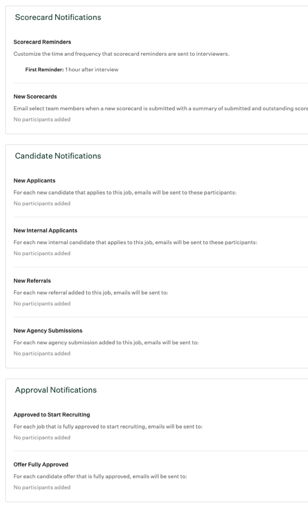 Scorecard Notifications
Scorecard Reminders
Customize the time and frequency that scorecard reminders are sent to interviewers.
First Reminder: 1 hour after interview
New Scorecards
Email select team members when a new scorecard is submitted with a summary of submitted and outstanding score
No participants added
Candidate Notifications
New Applicants
For each new candidate that applies to this job, emails will be sent to these participants:
No participants added
New Internal Applicants
For each new internal candidate that applies to this job, emails will be sent to these participants:
No participants added
New Referrals
For each new referral added to this job, emails will be sent to:
No participants added
New Agency Submissions
For each new agency submission added to this job, emails will be sent to:
No participants added
Approval Notifications
Approved to Start Recruiting
For each job that is fully approved to start recruiting, emails will be sent to:
No participants added
Offer Fully Approved
For each candidate offer that is fully approved, emails will be sent to:
No participants added